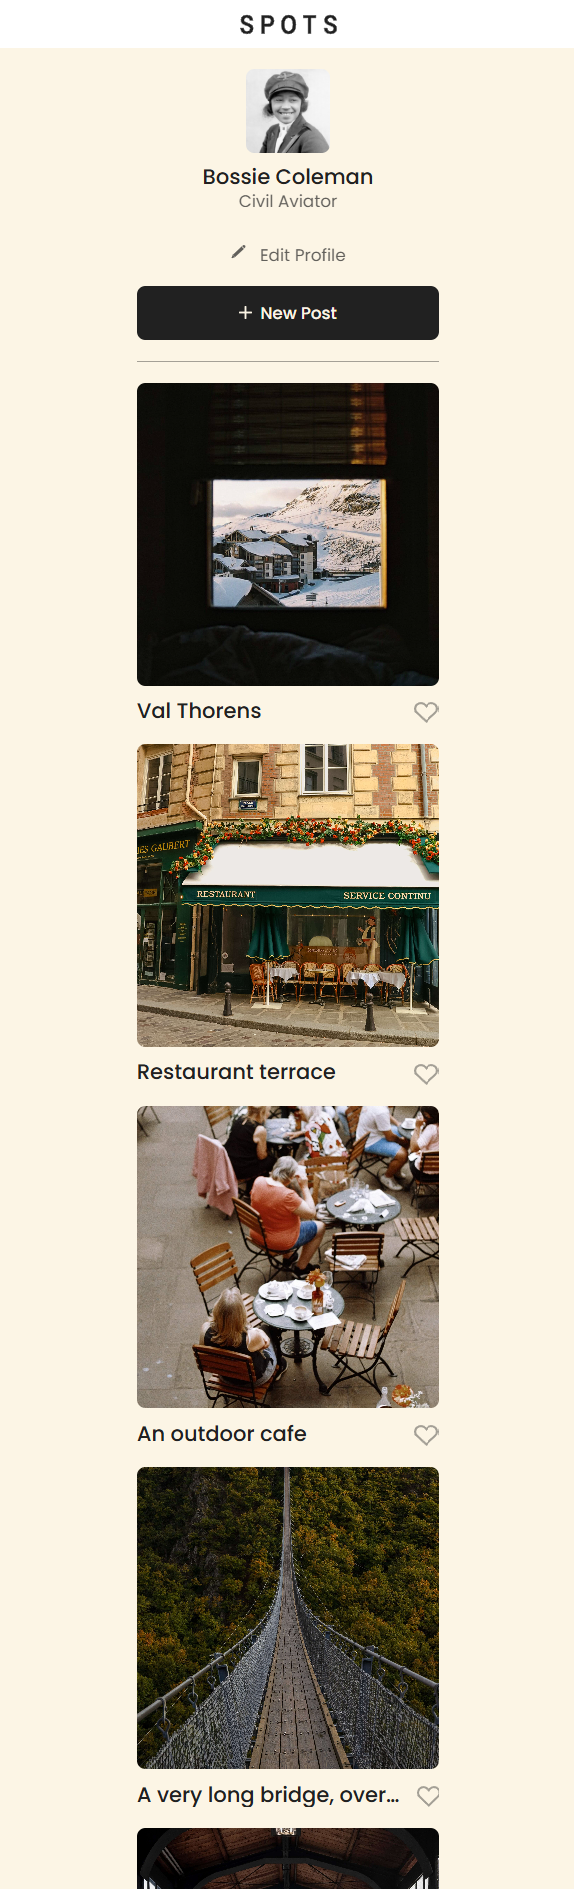 SPOTS
Bossie Coleman
Civil Aviator
Edit Profile
+ New Post
Val Thorens
RESTAURANT
SERVICE CONTINU
Restaurant terrace
An outdoor cafe
A very long bridge, over...